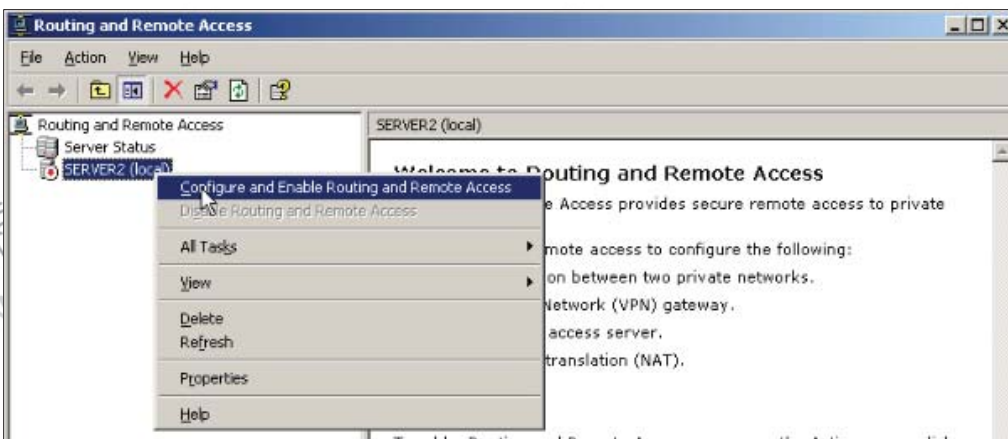 Routing and Remote Access
File Action View Help
Routing and Remote Access
Server Status
SERVER2 (local)
SERVER2 (local)
Welcome to Routing and Remote Access
e Access provides secure remote access to private
mote access to configure the following:
on between two private networks.
Network (VPN) gateway.
access server.
translation (NAT).
Configure and Enable Routing and Remote Access
Disable Routing and Remote Access
All Tasks
View
Delete
Refresh
Properties
Help